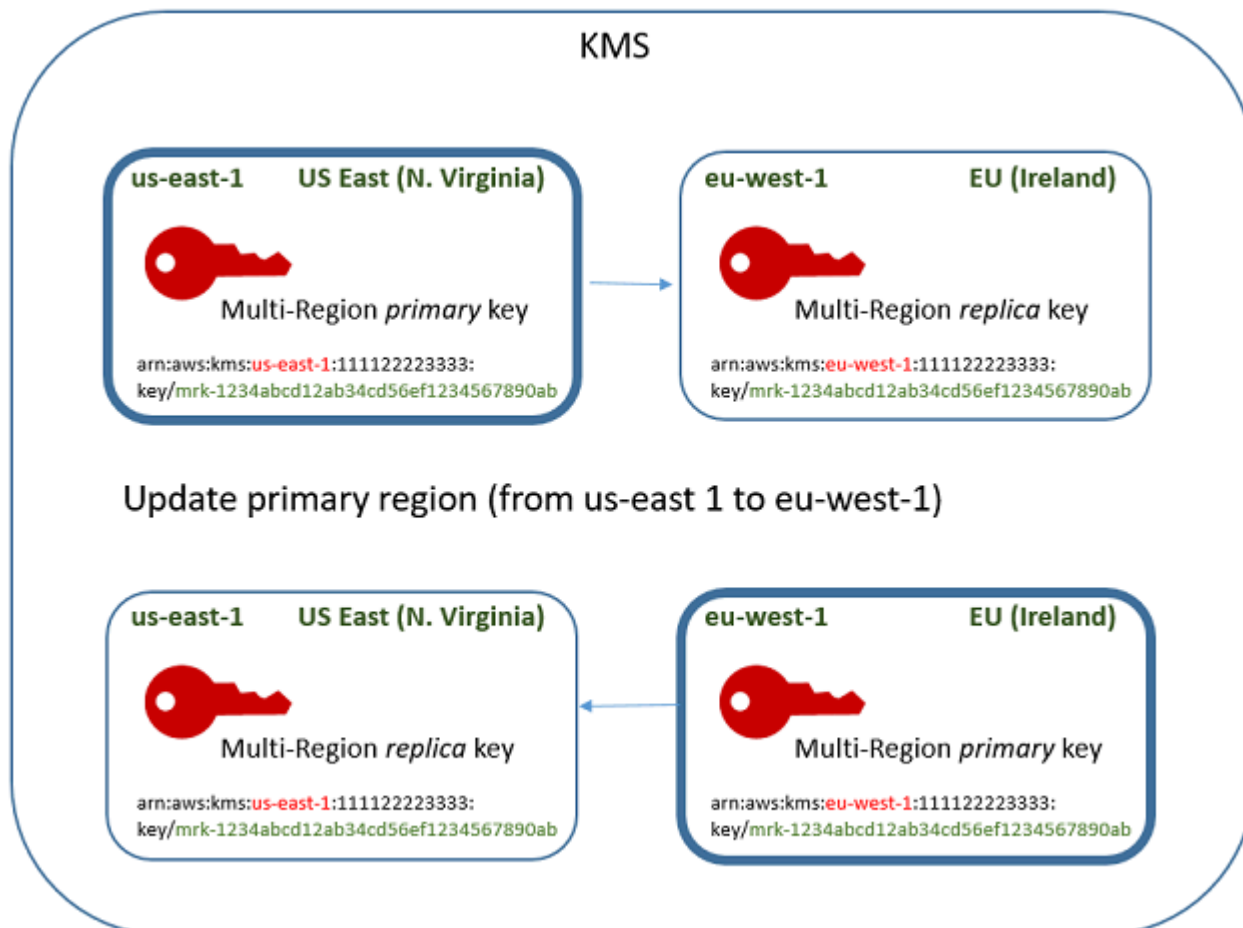 KMS
us-east-1 US East (N. Virginia)
eu-west-1 EU (Ireland)
Multi-Region primary key
Multi-Region replica key
arn:aws:kms:us-east-1:111122223333:
key/mrk-1234abcd12ab34cd56ef1234567890ab
arn:aws:kms:eu-west-1:111122223333:
key/mrk-1234abcd12ab34cd56ef1234567890ab
Update primary region (from us-east 1 to eu-west-1)
us-east-1 US East (N. Virginia)
eu-west-1 EU (Ireland)
Multi-Region replica key
Multi-Region primary key
arn:aws:kms:us-east-1:111122223333:
key/mrk-1234abcd12ab34cd56ef1234567890ab
arn:aws:kms:eu-west-1:111122223333:
key/mrk-1234abcd12ab34cd56ef1234567890ab